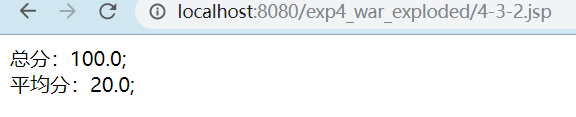 localhost:8080/exp4_war_exploded/4-3-2.jsp
总分：100.0;
平均分：20.0;